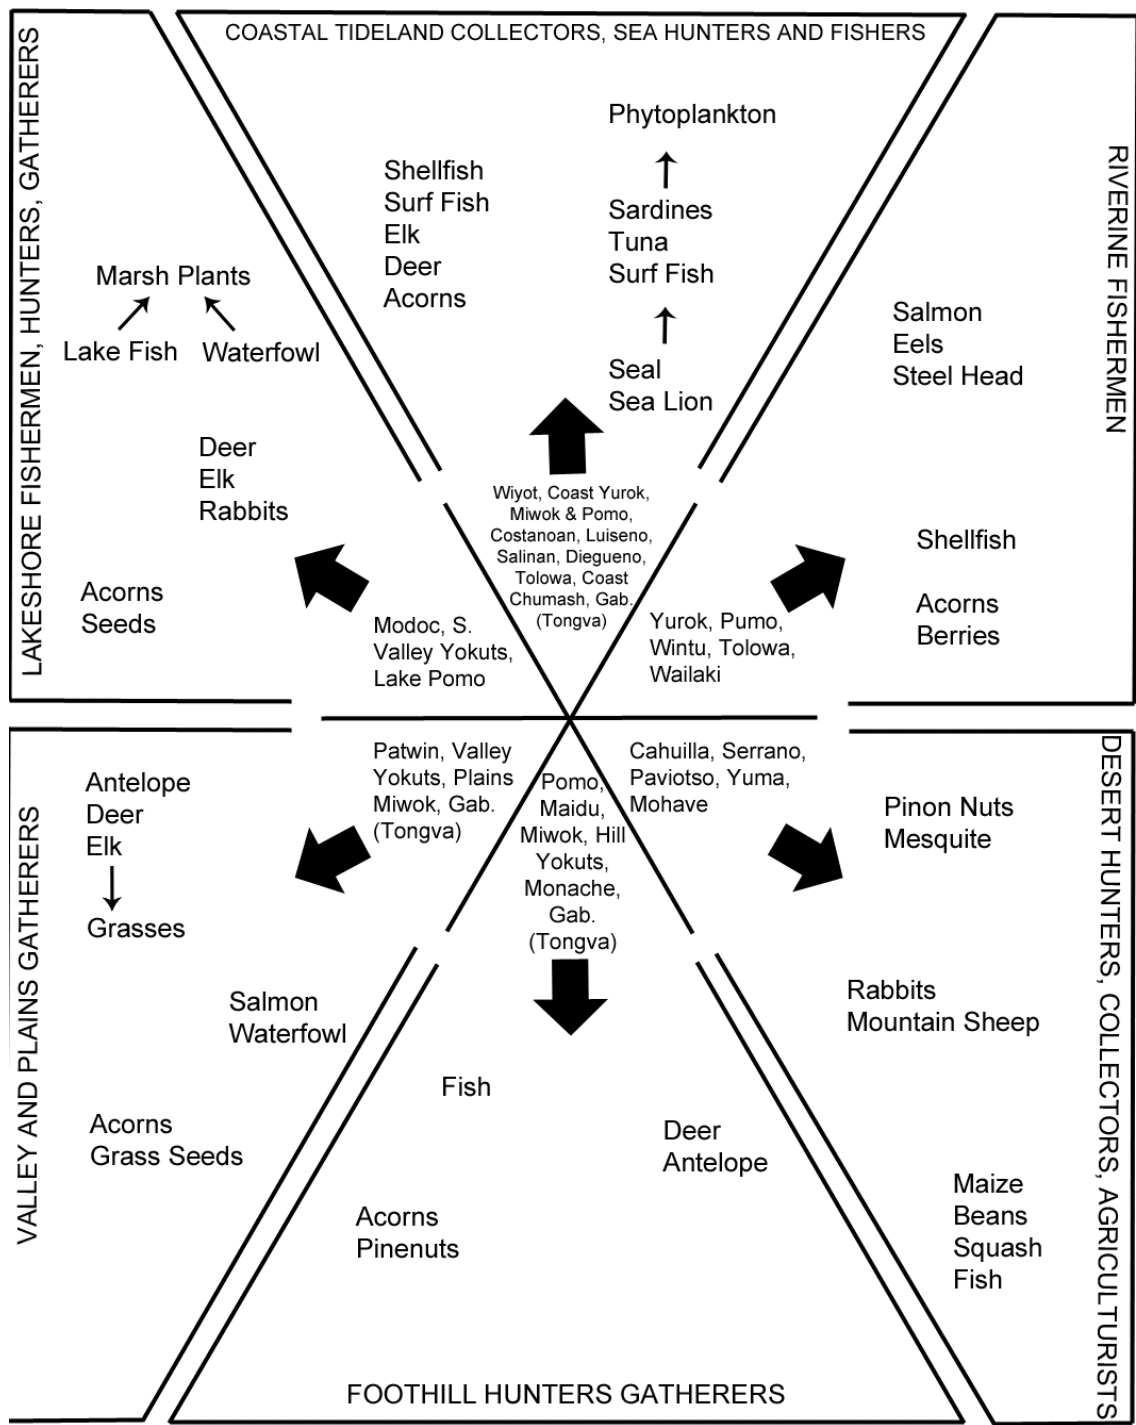 COASTAL TIDELAND COLLECTORS, SEA HUNTERS AND FISHERS
Shellfish
Surf Fish
Elk
Deer
Acorns
Phytoplankton
Sardines
Tuna
Surf Fish
Seal
Sea Lion
Wiyot, Coast Yurok,
Miwok & Pomo,
Costanoan, Luiseno,
Salinan, Diegueno,
Tolowa, Coast
Chumash, Gab.
(Tongva)
LAKESHORE FISHERMEN, HUNTERS, GATHERERS
Marsh Plants
Lake Fish
Waterfowl
Deer
Elk
Rabbits
Acorns
Seeds
Modoc, S.
Valley Yokuts,
Lake Pomo
RIVERINE FISHERMEN
Salmon
Eels
Steel Head
Shellfish
Acorns
Berries
Yurok, Pumo,
Wintu, Tolowa,
Wailaki
VALLEY AND PLAINS GATHERERS
Patwin, Valley
Yokuts, Plains
Miwok, Gab.
(Tongva)
Antelope
Deer
Elk
Grasses
Salmon
Waterfowl
Acorns
Grass Seeds
Pomo,
Maidu,
Miwok, Hill
Yokuts,
Monache,
Gab.
(Tongva)
Fish
Deer
Antelope
Acorns
Pinenuts
FOOTHILL HUNTERS GATHERERS
Cahuilla, Serrano,
Paviotso, Yuma,
Mohave
Pinon Nuts
Mesquite
Rabbits
Mountain Sheep
Maize
Beans
Squash
Fish
DESERT HUNTERS, COLLECTORS, AGRICULTURISTS